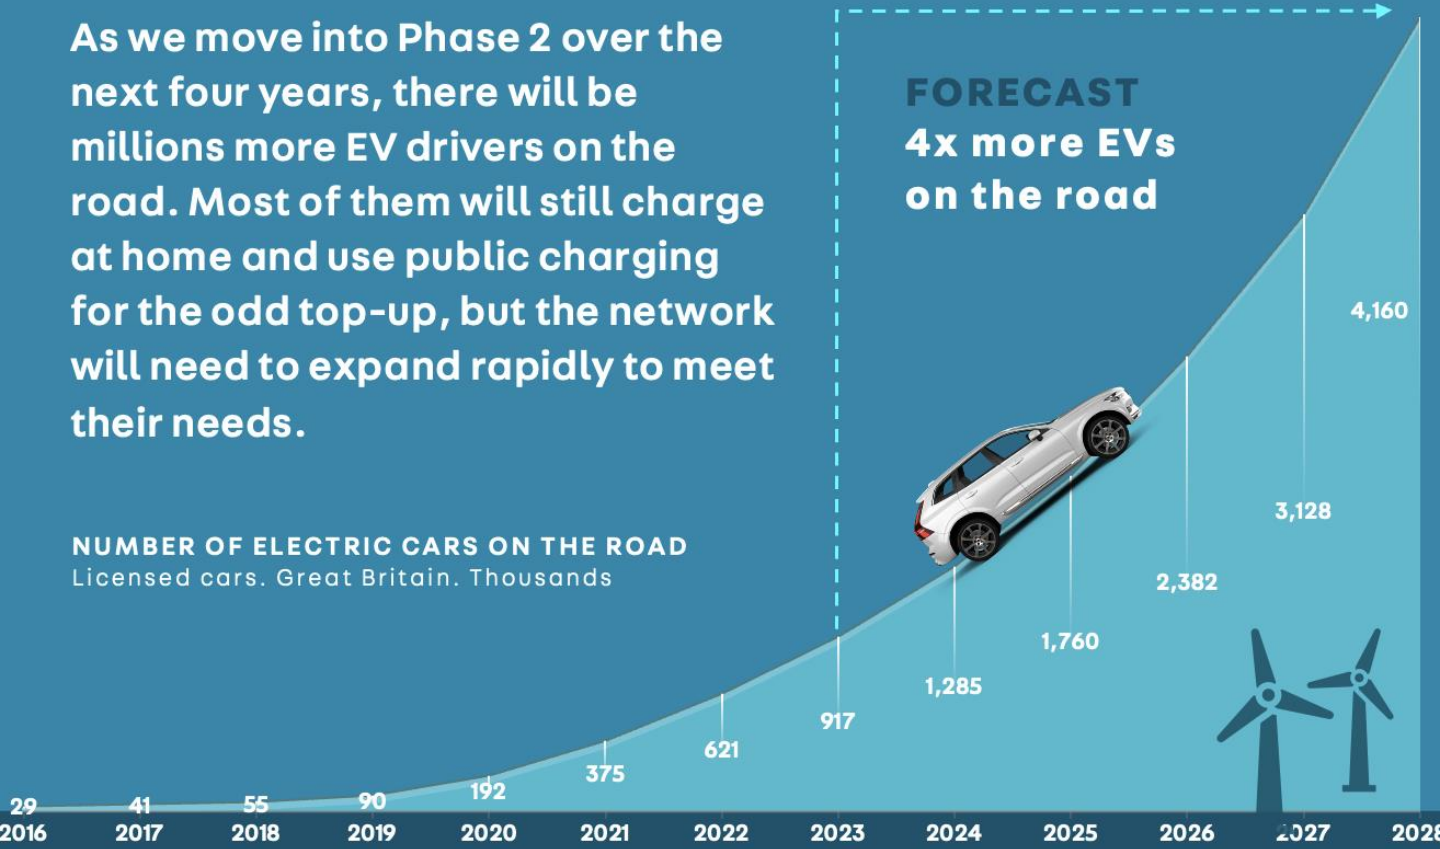 As we move into Phase 2 over the
next four years, there will be
millions more EV drivers on the
road. Most of them will still charge
at home and use public charging
for the odd top-up, but the network
will need to expand rapidly to meet
their needs.
FORECAST
4x more EVs
on the road
NUMBER OF ELECTRIC CARS ON THE ROAD
Licensed cars. Great Britain. Thousands
29
41
55
90
192
375
621
917
1,285
1,760
2,382
3,128
4,160
2016 2017 2018 2019 2020 2021 2022 2023 2024 2025 2026 2027 2028